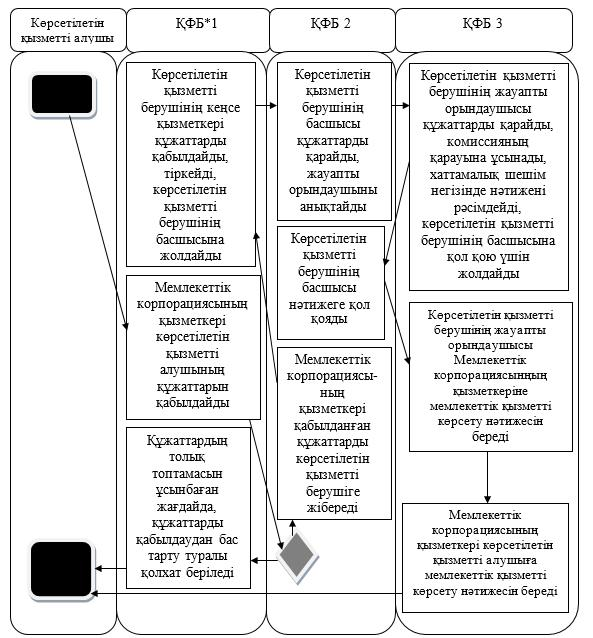 Көрсетілетін
қызметті алушы
ҚФБ*1
ҚФБ 2
ҚФБ 3
Көрсетілетін
қызметті
берушінің кеңсе
қызметкері
құжаттарды
қабылдайды,
тіркейді,
көрсетілетін
қызметті
берушінің
басшысына
жолдайды
Мемлекеттік
корпорациясының
қызметкері
көрсетілетін
қызметті
алушының
құжаттарын
қабылдайды
Құжаттардың
толық
топтамасын
ұсынбаған
жағдайда,
құжаттарды
қабылдаудан бас
тарту туралы
қолхат беріледі
Көрсетілетін
қызметті
берушінің
басшысы
құжаттарды
қарайды,
жауапты
орындаушыны
анықтайды
Көрсетілетін
қызметті
берушінің
басшысы
нәтижеге қол
қояды
Мемлекеттік
корпорациясы-
ның
қызметкері
қабылданған
құжаттарды
көрсетілетін
қызметті
берушіге
жібереді
Көрсетілетін қызметті
берушінің жауапты
орындаушысы
құжаттарды қарайды,
комиссияның
қарауына ұсынады,
хаттамалық шешім
негізінде нәтижені
рәсімдейді,
көрсетілетін қызметті
берушінің басшысына
қол қою үшін
жолдайды
Көрсетілетін қызметті
берушінің жауапты
орындаушысы
Мемлекеттік
корпорациясынңың
қызметкеріне
мемлекеттік қызметті
көрсету нәтижесін
береді
Мемлекеттік
корпорациясының
қызметкері көрсетілетін
қызметті алушыға
мемлекеттік қызметті
көрсету нәтижесін береді